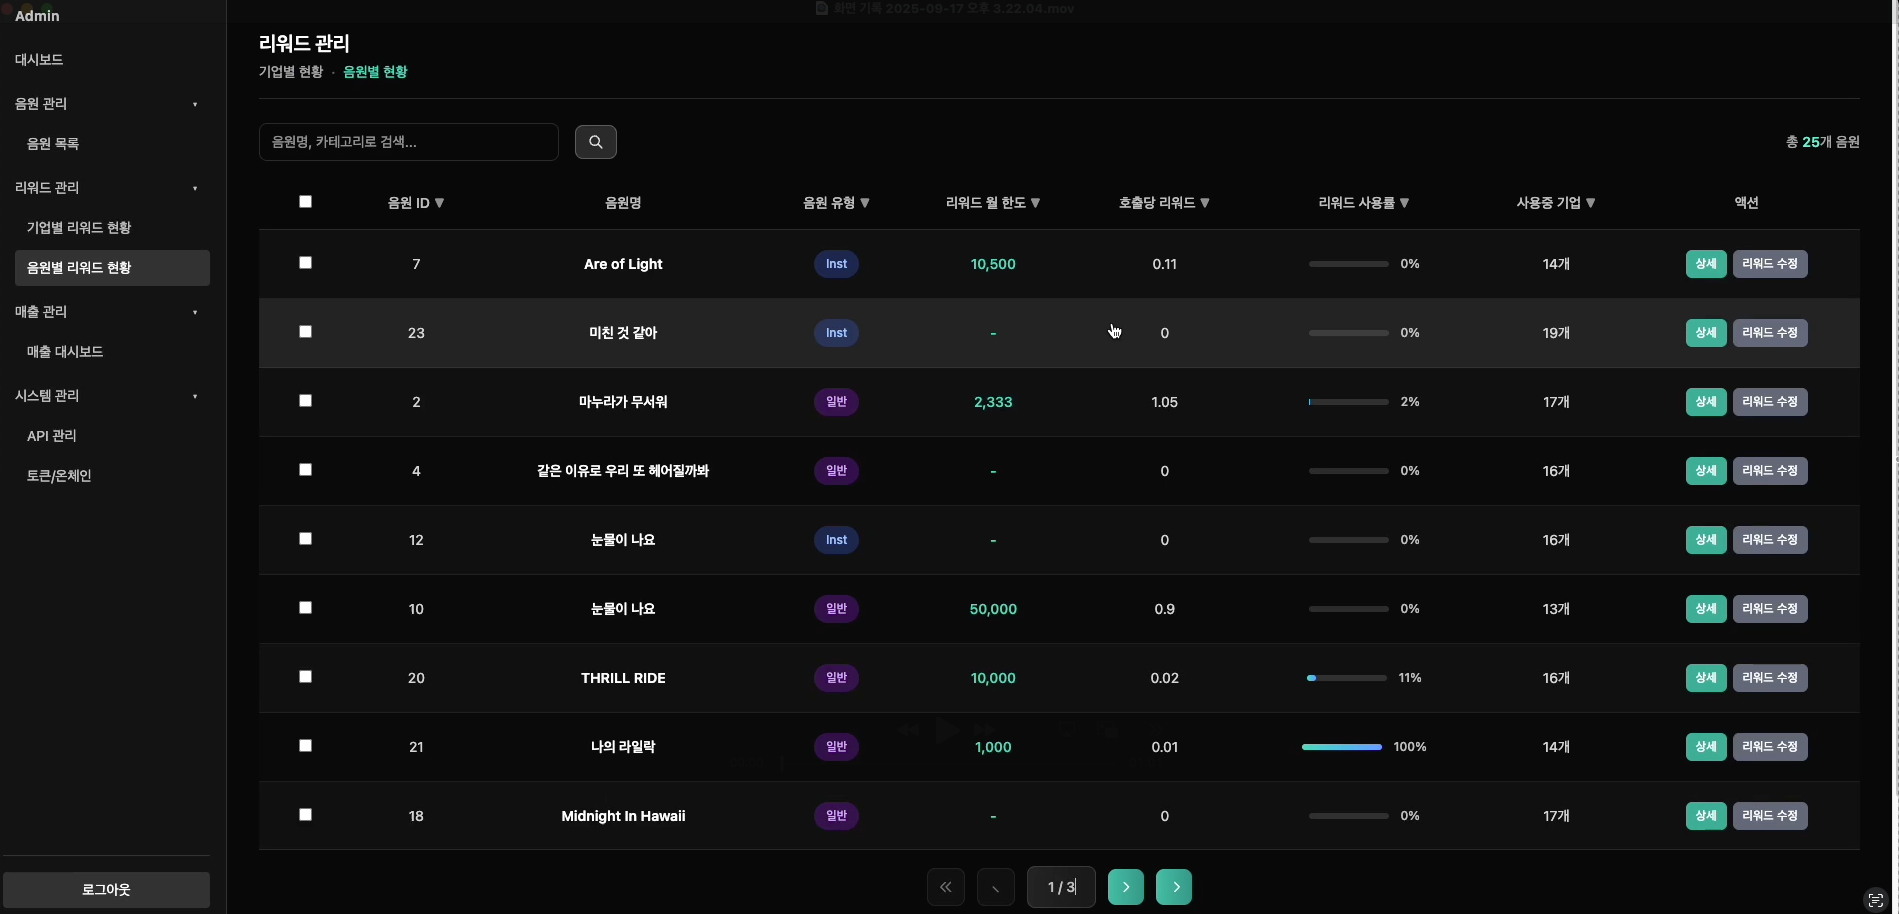 화면 기록 2025-09-17 오후 3.22.04.mov
Admin
대시보드
음원 관리 ▾
음원 목록
리워드 관리 ▾
기업별 리워드 현황
음원별 리워드 현황
매출 관리 ▾
매출 대시보드
시스템 관리 ▾
API 관리
토큰/온체인
로그아웃
리워드 관리
기업별 현황 · 음원별 현황
음원명, 카테고리로 검색...
총 25개 음원
음원 ID ▼ 음원명 음원 유형 ▼ 리워드 월 한도 ▼ 호출당 리워드 ▼ 리워드 사용률 ▼ 사용중 기업 ▼ 액션
7 Are of Light Inst 10,500 0.11 0% 14개 상세 리워드 수정
23 미친 것 같아 Inst - 0 0% 19개 상세 리워드 수정
2 마누라가 무서워 일반 2,333 1.05 2% 17개 상세 리워드 수정
4 같은 이유로 우리 또 헤어질까봐 일반 - 0 0% 16개 상세 리워드 수정
12 눈물이 나요 Inst - 0 0% 16개 상세 리워드 수정
10 눈물이 나요 일반 50,000 0.9 0% 13개 상세 리워드 수정
20 THRILL RIDE 일반 10,000 0.02 11% 16개 상세 리워드 수정
21 나의 라일락 일반 1,000 0.01 100% 14개 상세 리워드 수정
18 Midnight In Hawaii 일반 - 0 0% 17개 상세 리워드 수정
1 / 3